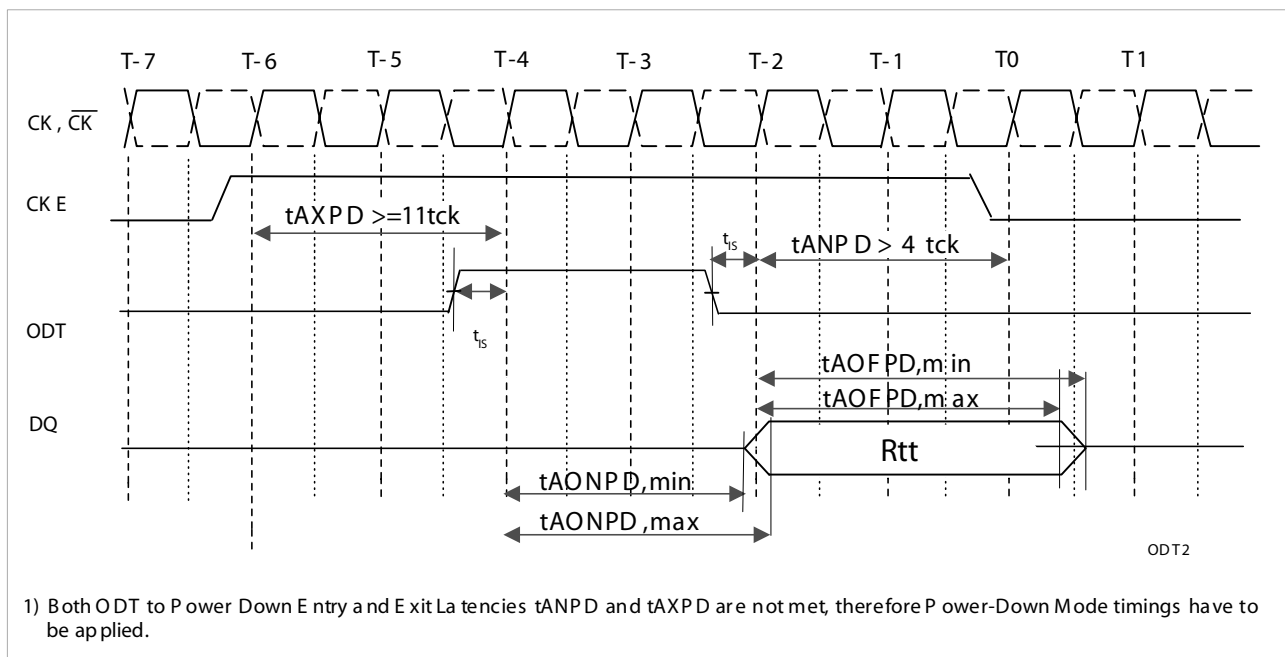 T-7 T-6 T-5 T-4 T-3 T-2 T-1 T0 T1
CK, CK
CKE
tAXPD >=11tck
tIS
tANPD > 4 tck
ODT
tIS
tAOFPD,min
tAOFPD,max
DQ
Rtt
tAONPD,min
tAONPD,max
ODT2
1) Both ODT to Power Down Entry and Exit Latencies tANPD and tAXPD are not met, therefore Power-Down Mode timings have to
be applied.